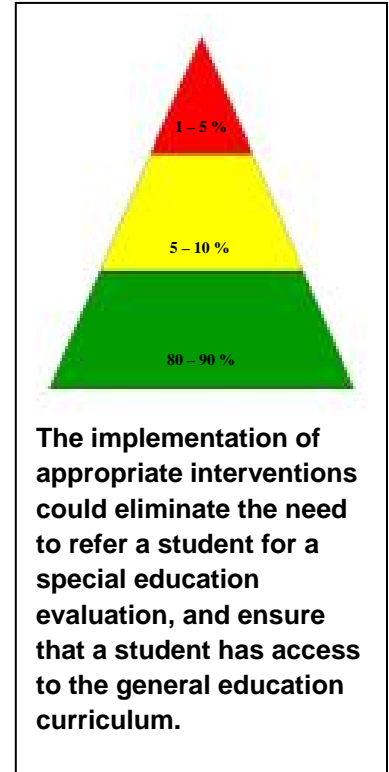 1 – 5 %
5 – 10 %
80 – 90 %
The implementation of
appropriate interventions
could eliminate the need
to refer a student for a
special education
evaluation, and ensure
that a student has access
to the general education
curriculum.